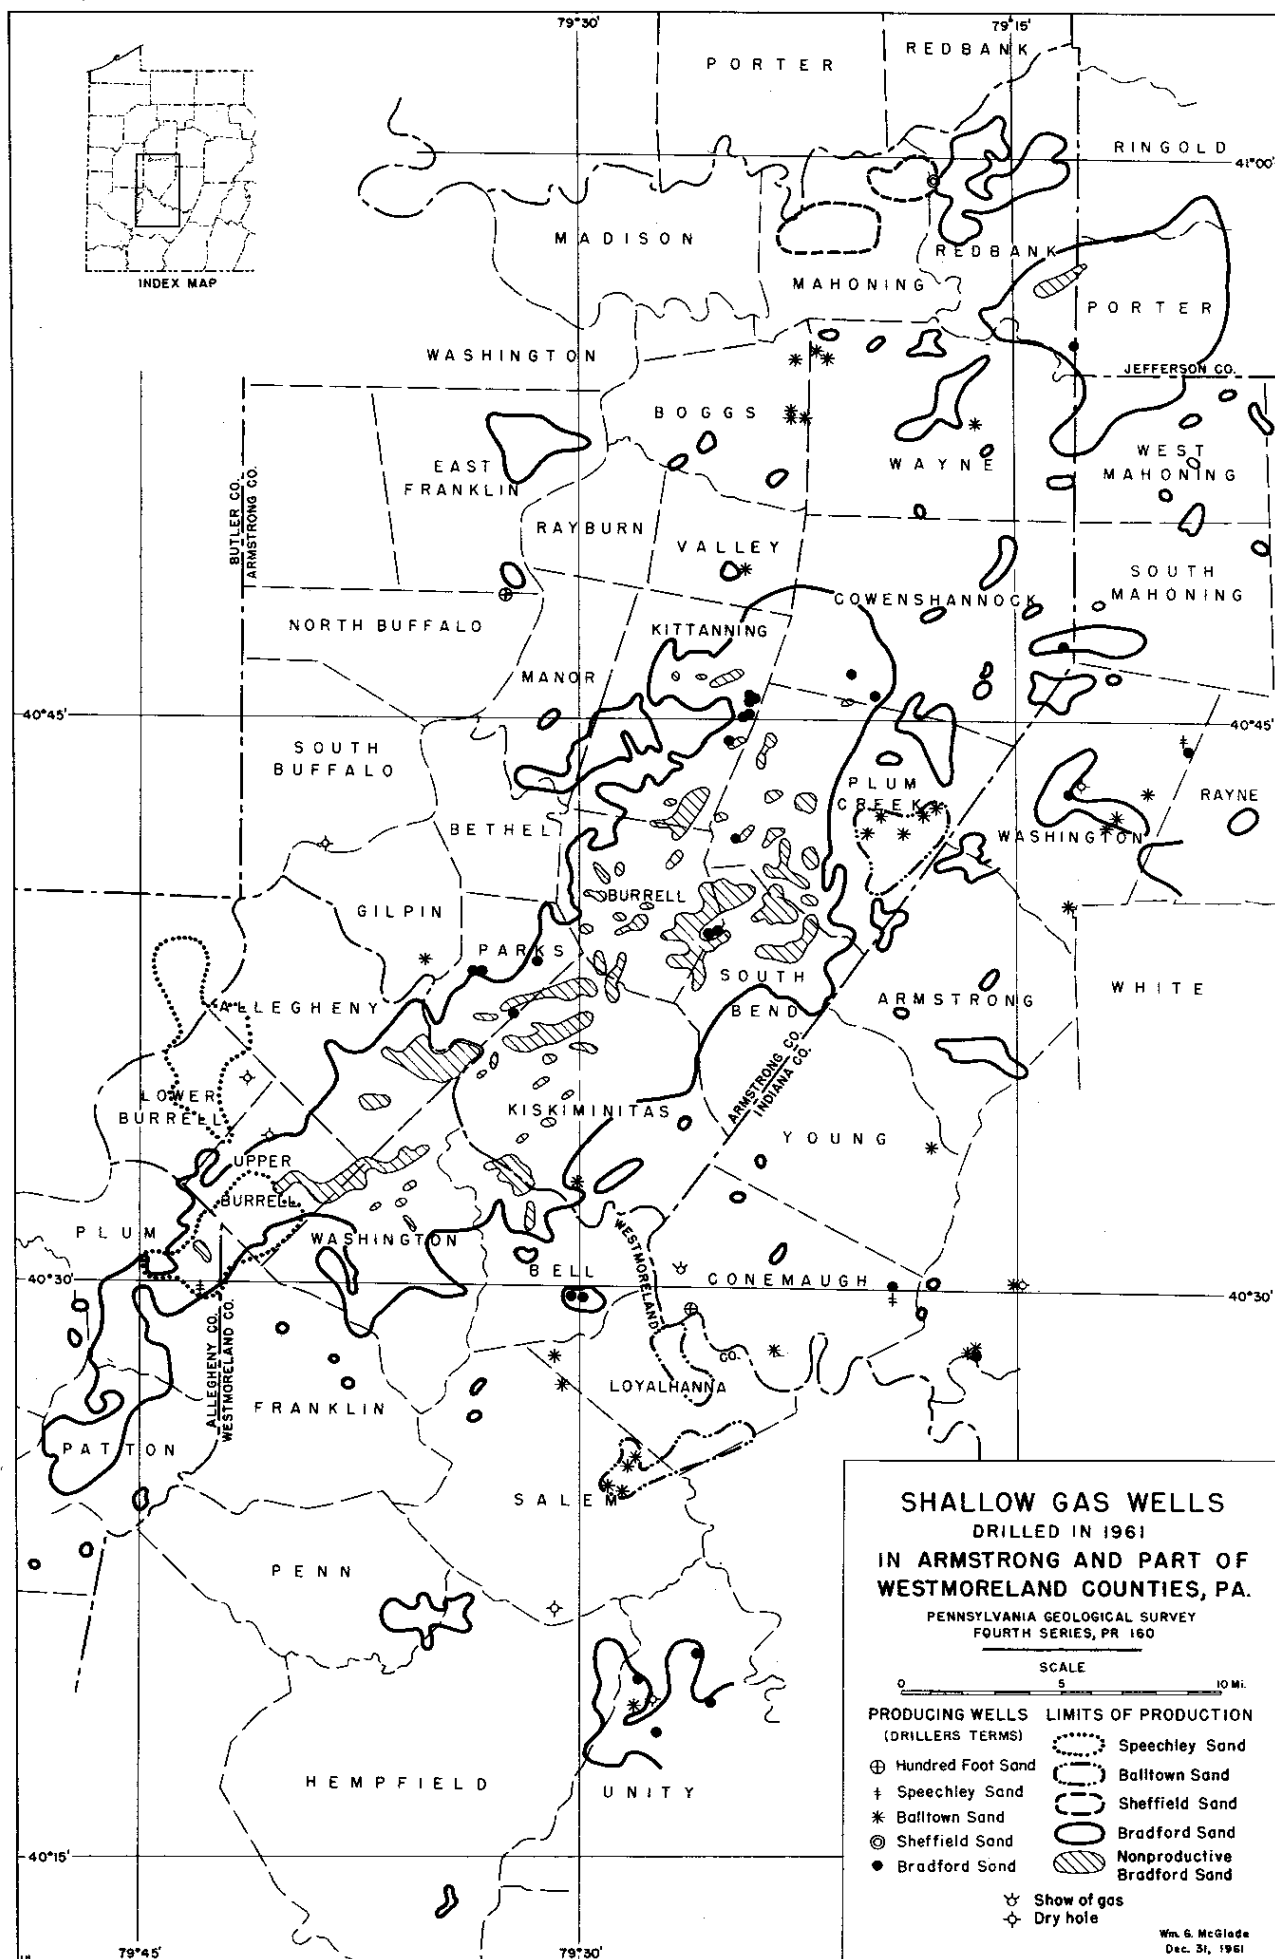 79°30'
79°15'
REDBANK
PORTER
RINGOLD
41°00'
INDEX MAP
MADISON
REDBANK
MAHONING
PORTER
WASHINGTON
JEFFERSON CO.
BOGGS
EAST
FRANKLIN
WAYNE
WEST
MAHONING
BUTLER CO.
ARMSTRONG CO.
RAYBURN
VALLEY
SOUTH
MAHONING
COWENSHANNOCK
NORTH BUFFALO
KITTANNING
MANOR
40°45'
40°45'
SOUTH
BUFFALO
PLUM
CREEK
RAYNE
BETHEL
WASHINGTON
BURRELL
GILPIN
PARKS
SOUTH
BEND
ALLEGHENY
ARMSTRONG
WHITE
ARMSTRONG CO.
INDIANA CO.
LOWER
BURRELL
KISKIMINITAS
YOUNG
UPPER
BURRELL
PLUM
WASHINGTON
WESTMORELAND
CO.
BELL
CONEMAUGH
40°30'
40°30'
ALLEGHENY CO.
WESTMORELAND CO.
LOYALHANNA
FRANKLIN
PATTON
SALEM
PENN
HEMPFIELD
UNITY
40°15'
79°45'
79°30'
SHALLOW GAS WELLS
DRILLED IN 1961
IN ARMSTRONG AND PART OF
WESTMORELAND COUNTIES, PA.
PENNSYLVANIA GEOLOGICAL SURVEY
FOURTH SERIES, PR 160
SCALE
0 5 10 Mi.
PRODUCING WELLS
(DRILLERS TERMS)
Hundred Foot Sand
Speechley Sand
Balltown Sand
Sheffield Sand
Bradford Sand
LIMITS OF PRODUCTION
Speechley Sand
Balltown Sand
Sheffield Sand
Bradford Sand
Nonproductive
Bradford Sand
Show of gas
Dry hole
Wm. G. McGlade
Dec. 31, 1961